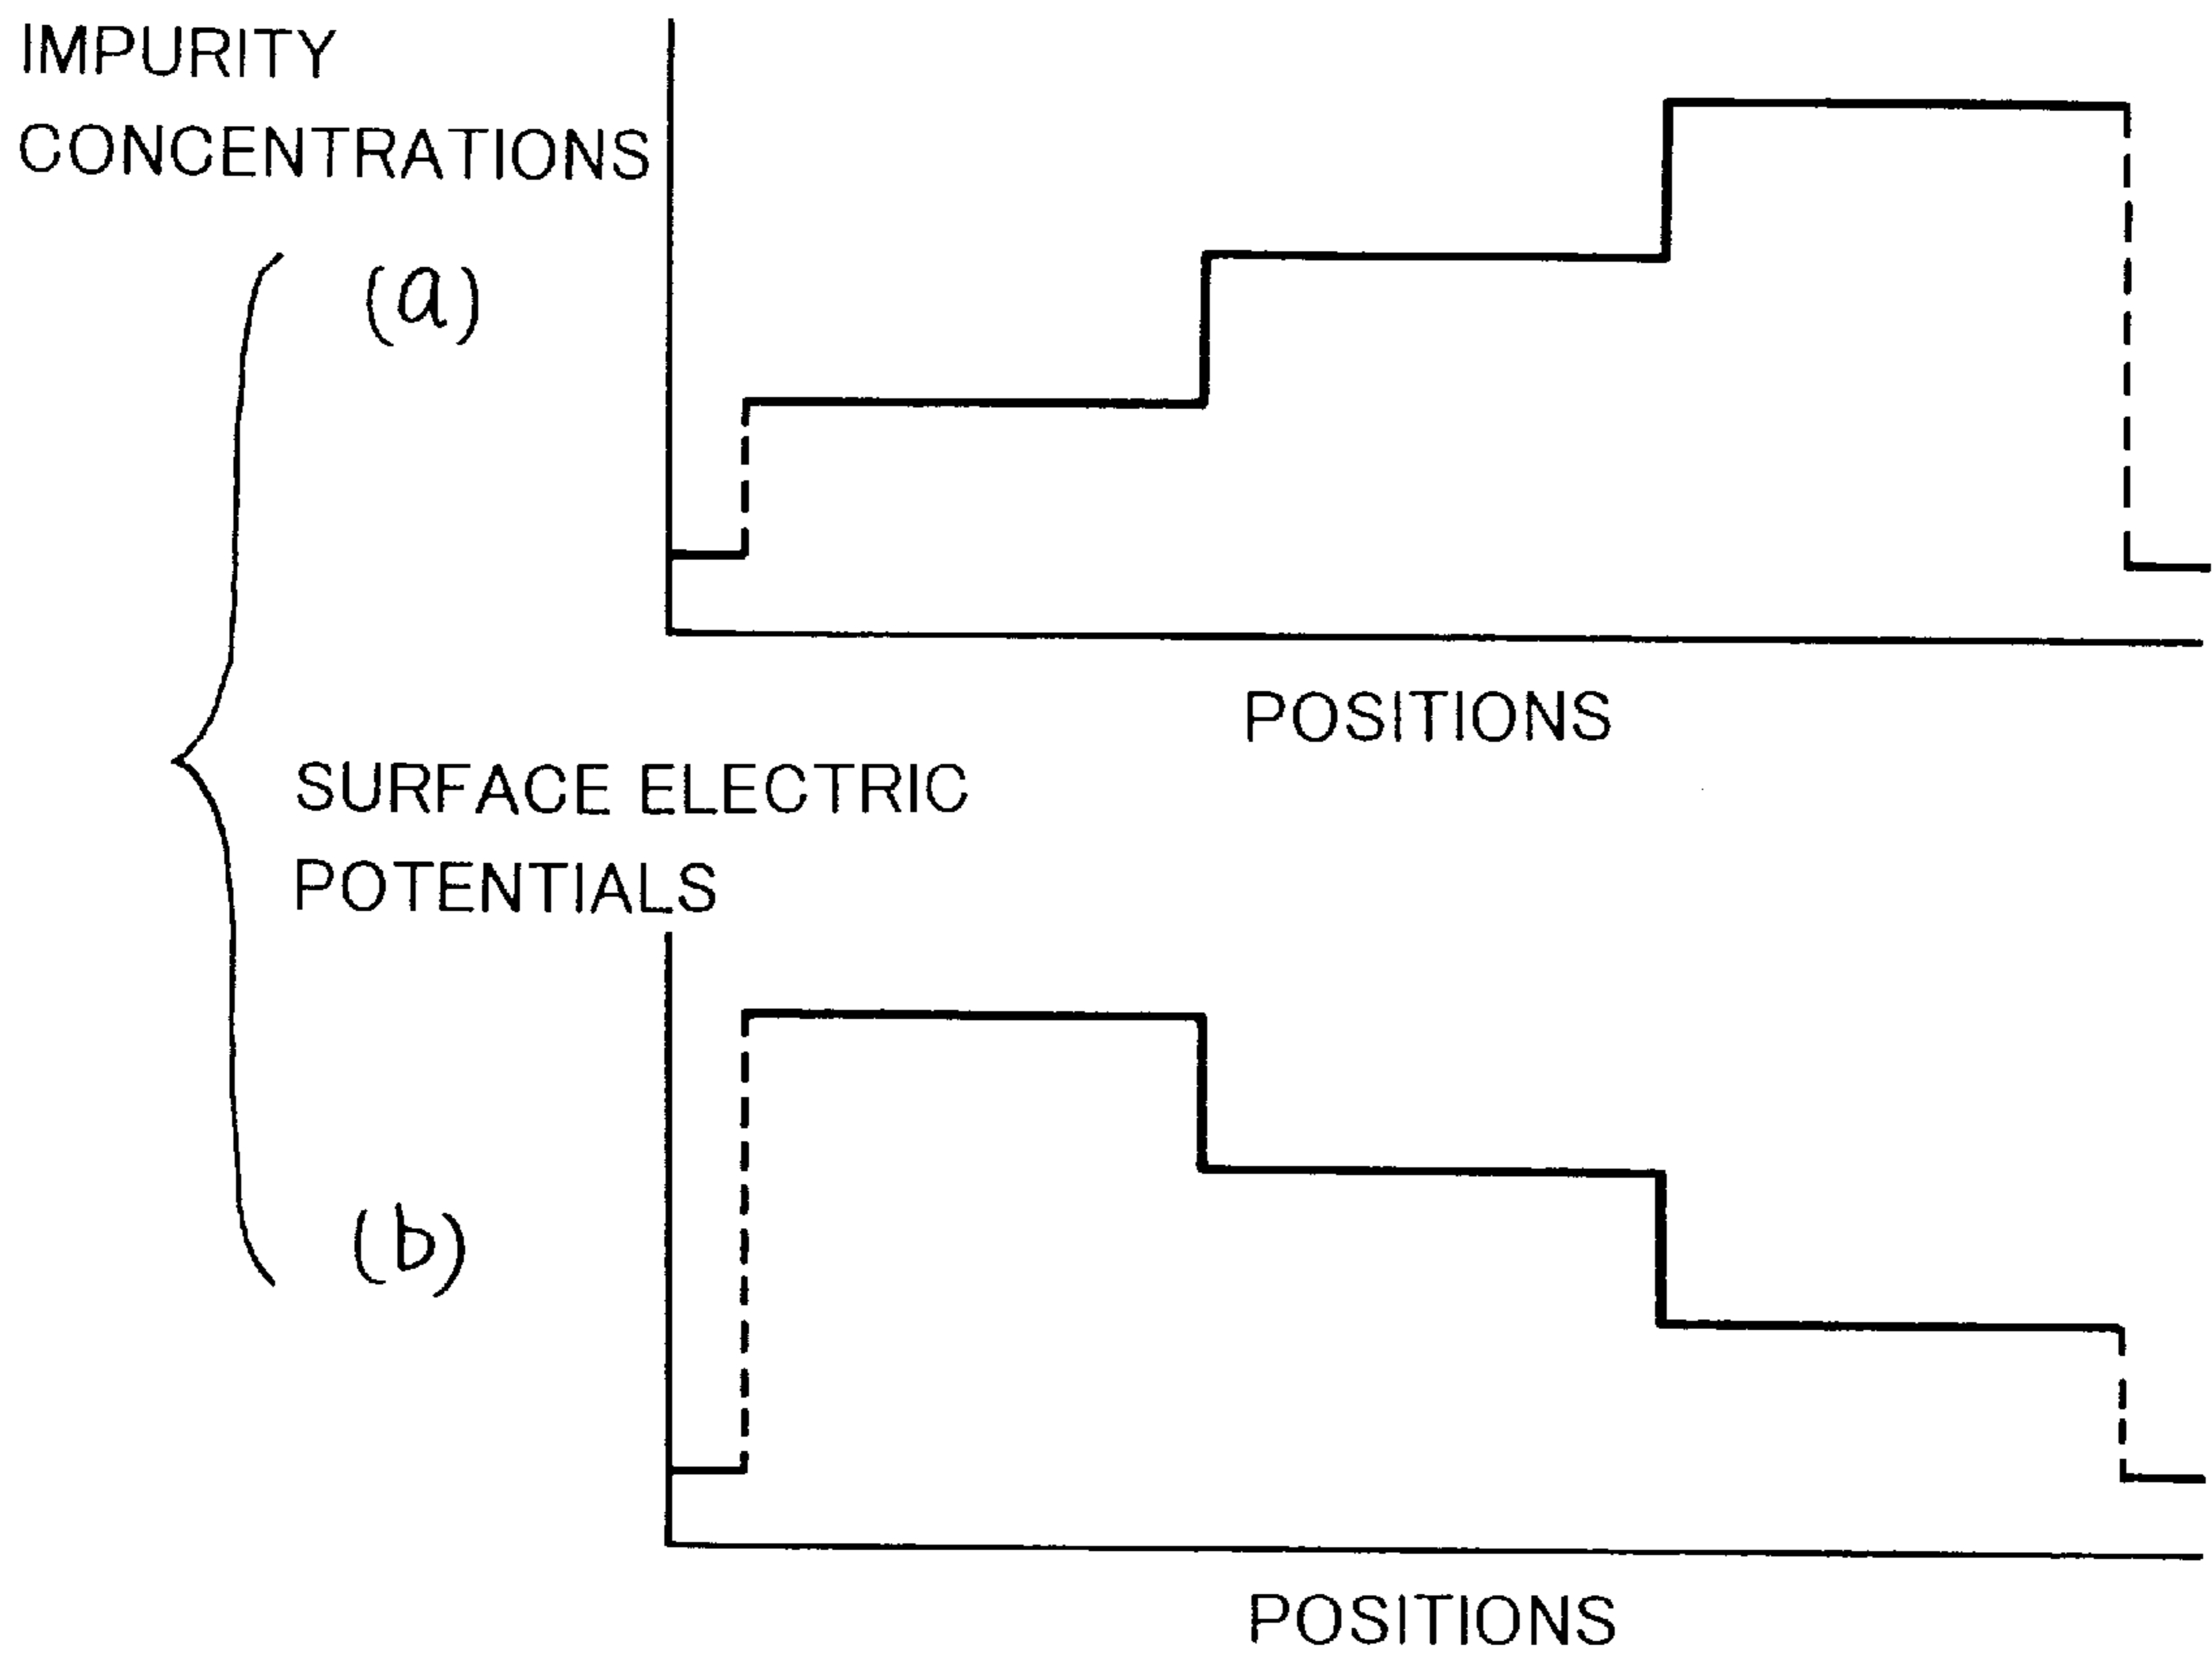 IMPURITY
CONCENTRATIONS
(a)
POSITIONS
SURFACE ELECTRIC
POTENTIALS
(b)
POSITIONS